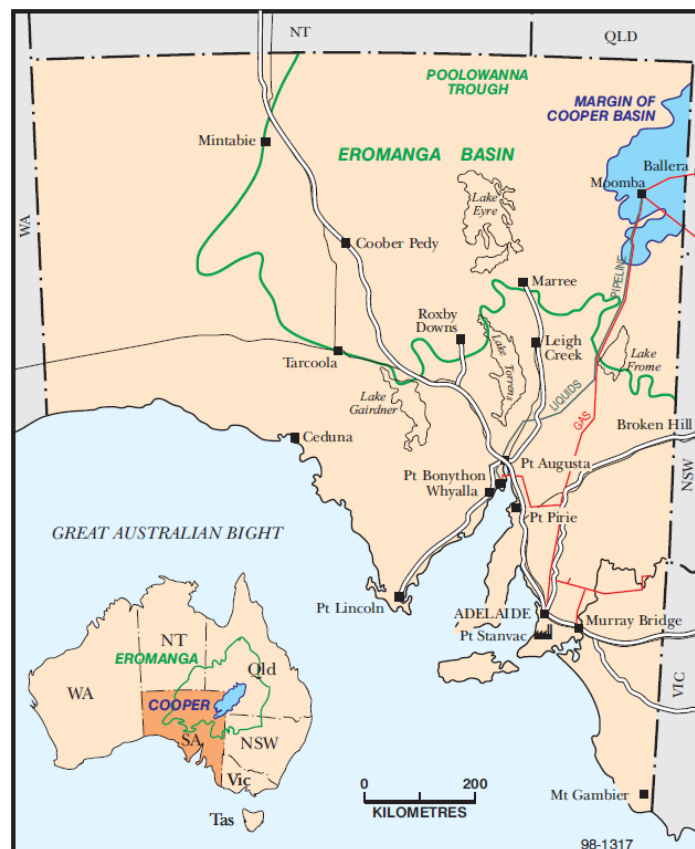 NT
QLD
POOLOWANNA
TROUGH
MARGIN OF
COOPER BASIN
Mintabie
EROMANGA BASIN
Ballera
Moomba
WA
Lake
Eyre
Coober Pedy
PIPELINE
Marree
Roxby
Downs
Leigh
Creek
Lake
Torrens
Lake
Frome
Tarcoola
Lake
Gairdner
LIQUIDS
GAS
Broken Hill
Ceduna
Pt Augusta
Pt Bonython
Whyalla
NSW
Pt Pirie
GREAT AUSTRALIAN BIGHT
Pt Lincoln
ADELAIDE
Murray Bridge
Pt Stanvac
VIC
NT
EROMANGA
Qld
WA
COOPER
SA
NSW
Vic
Tas
0 200
KILOMETRES
Mt Gambier
98-1317